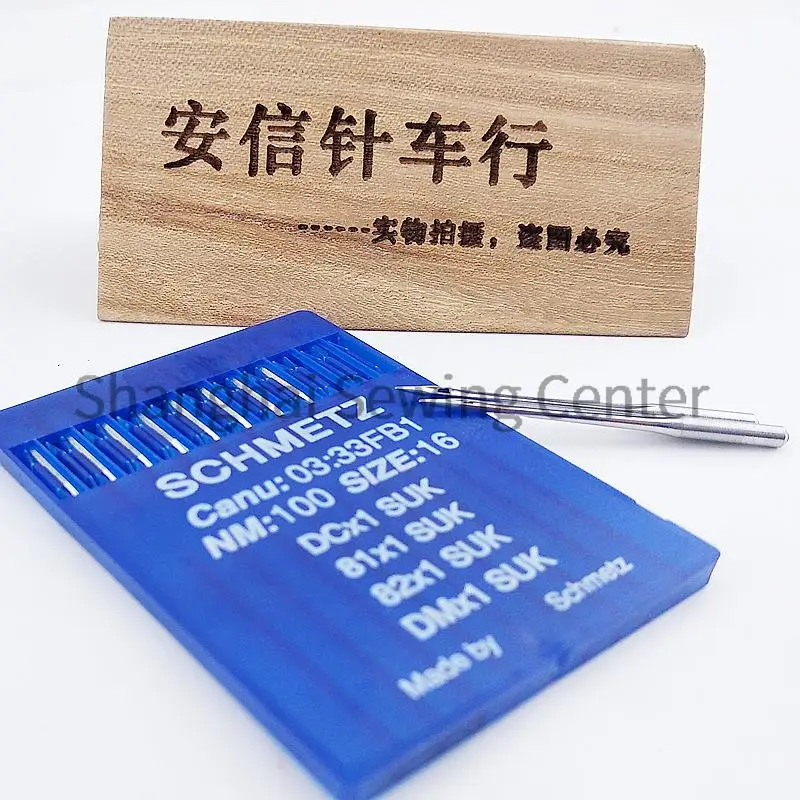 安信针车行
------实物拍摄，盗图必究
Shanghai Sewing Center
SCHMETZ
Canu: 03:33FB1
NM:100 SIZE:16
DCx1 SUK
81x1 SUK
82x1 SUK
DMx1 SUK
Made by Schmetz